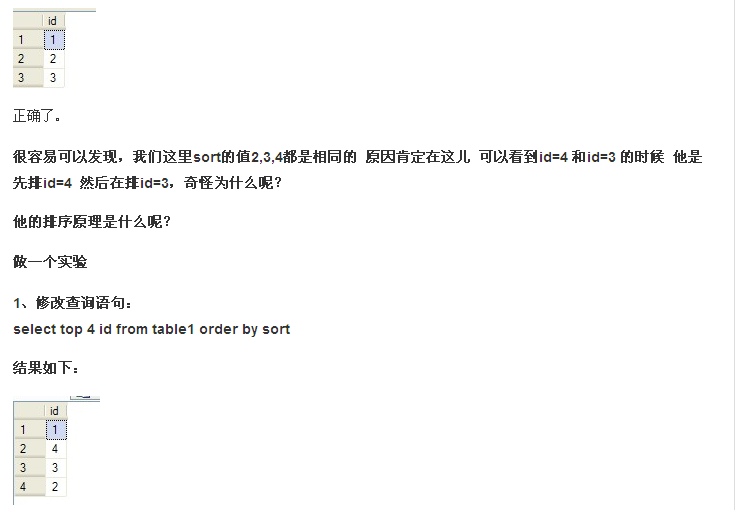 id
1 1
2 2
3 3
正确了。
很容易可以发现，我们这里sort的值2,3,4都是相同的 原因肯定在这儿 可以看到id=4 和id=3 的时候 他是
先排id=4 然后在排id=3，奇怪为什么呢？
他的排序原理是什么呢？
做一个实验
1、修改查询语句：
select top 4 id from table1 order by sort
结果如下：
id
1 1
2 4
3 3
4 2